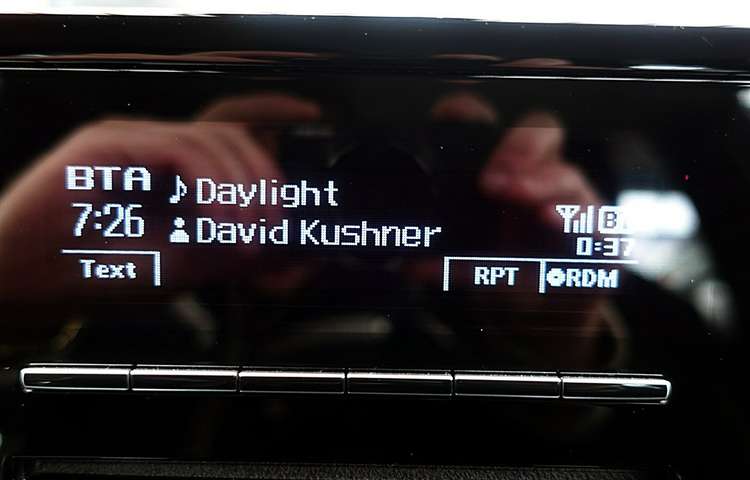 BTA Daylight
7:26 David Kushner
0:37
Text RPT RDM